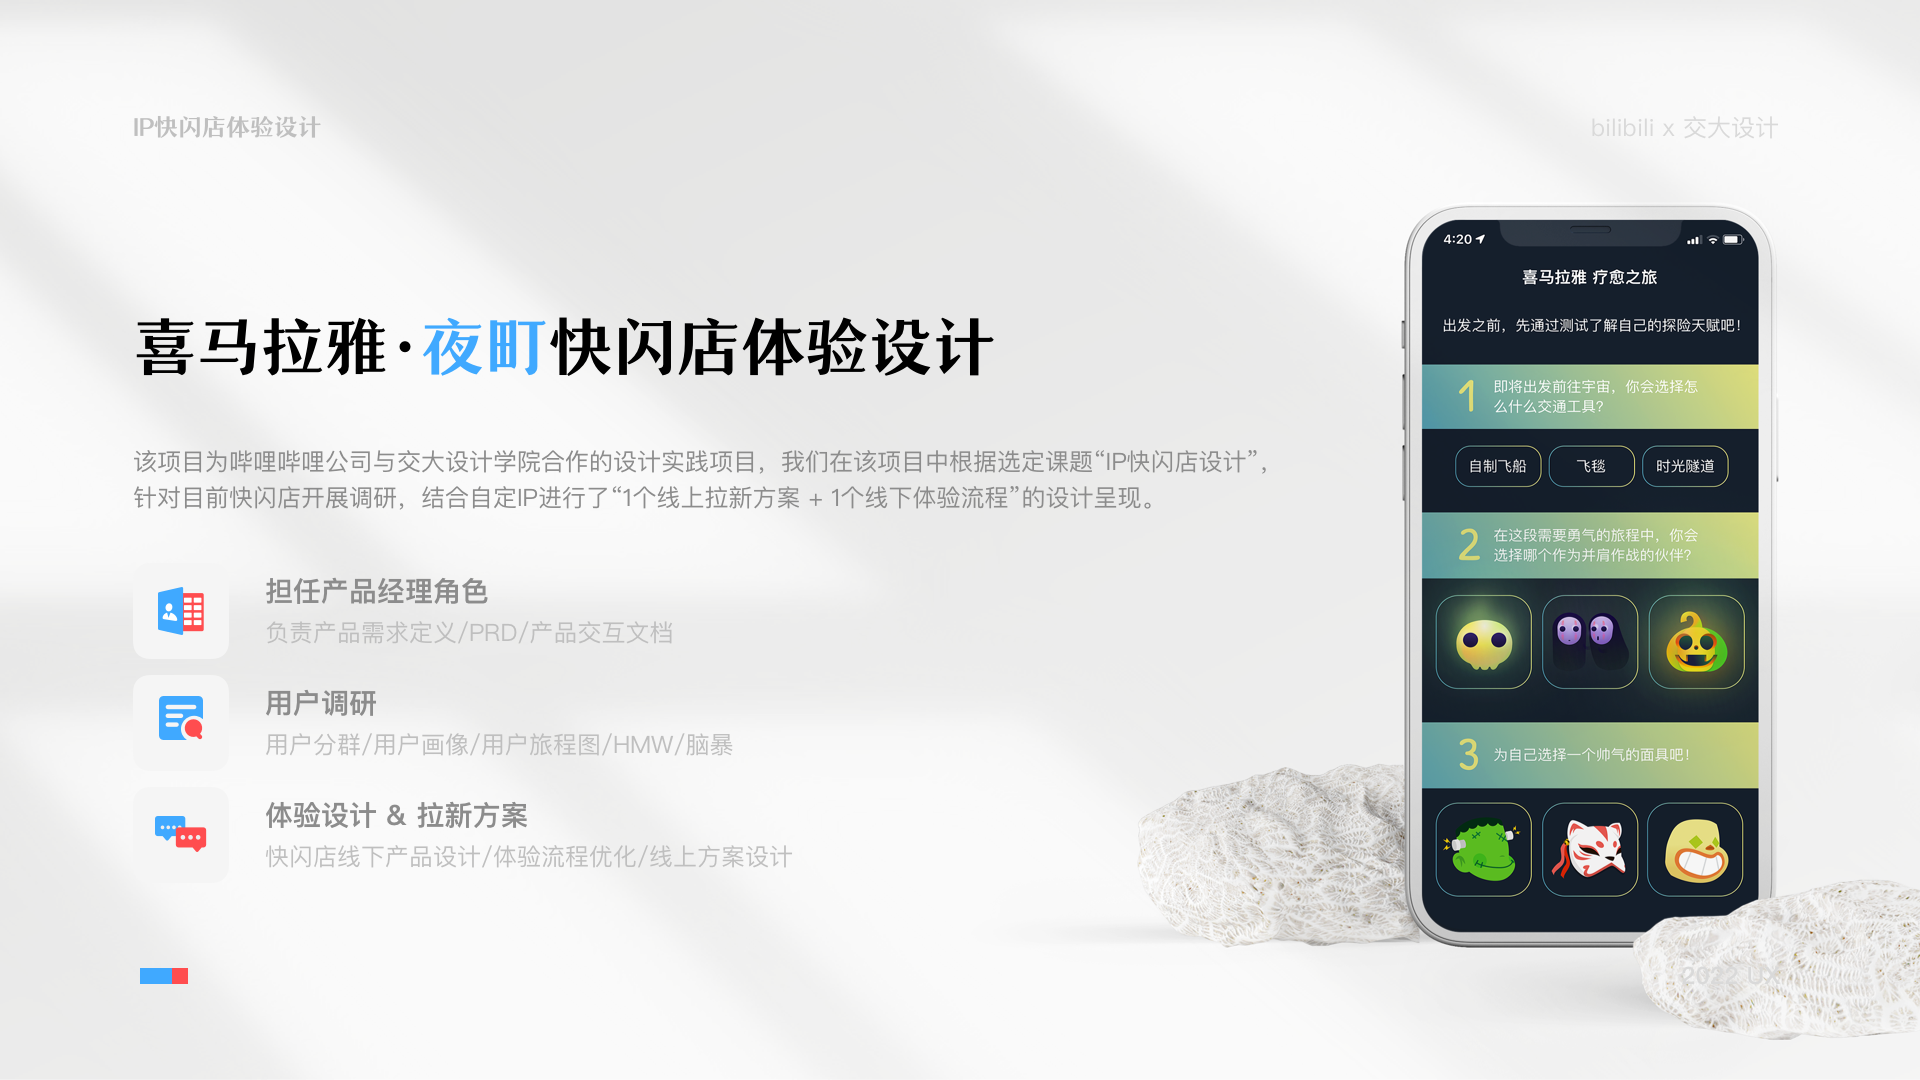 IP快闪店体验设计
bilibili x 交大设计
喜马拉雅·夜町快闪店体验设计
该项目为哔哩哔哩公司与交大设计学院合作的设计实践项目，我们在该项目中根据选定课题“IP快闪店设计”，
针对目前快闪店开展调研，结合自定IP进行了“1个线上拉新方案 + 1个线下体验流程”的设计呈现。
担任产品经理角色
负责产品需求定义/PRD/产品交互文档
用户调研
用户分群/用户画像/用户旅程图/HMW/脑暴
体验设计 & 拉新方案
快闪店线下产品设计/体验流程优化/线上方案设计
4:20
喜马拉雅 疗愈之旅
出发之前，先通过测试了解自己的探险天赋吧！
1
即将出发前往宇宙，你会选择怎
么什么交通工具？
自制飞船
飞毯
时光隧道
2
在这段需要勇气的旅程中，你会
选择哪个作为并肩作战的伙伴？
3
为自己选择一个帅气的面具吧！
2022 UX